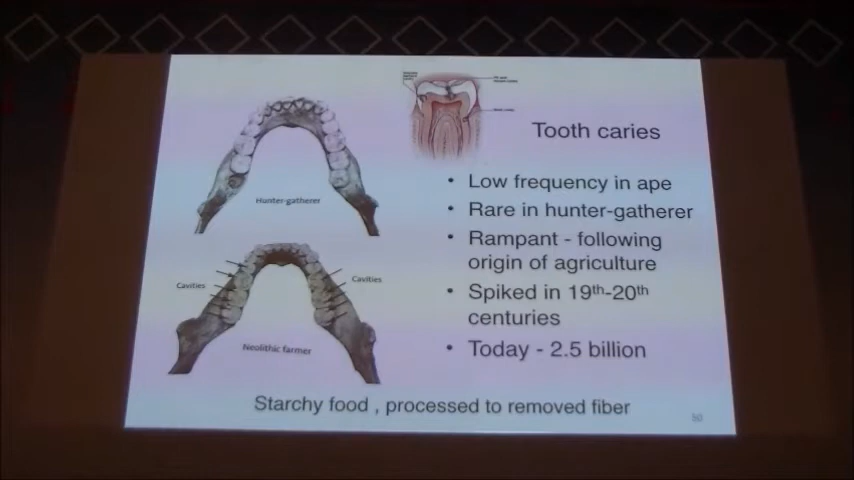 Tooth caries
Hunter-gatherer
Cavities
Cavities
Neolithic farmer
• Low frequency in ape
• Rare in hunter-gatherer
• Rampant - following
origin of agriculture
• Spiked in 19th-20th
centuries
• Today - 2.5 billion
Starchy food , processed to removed fiber
50